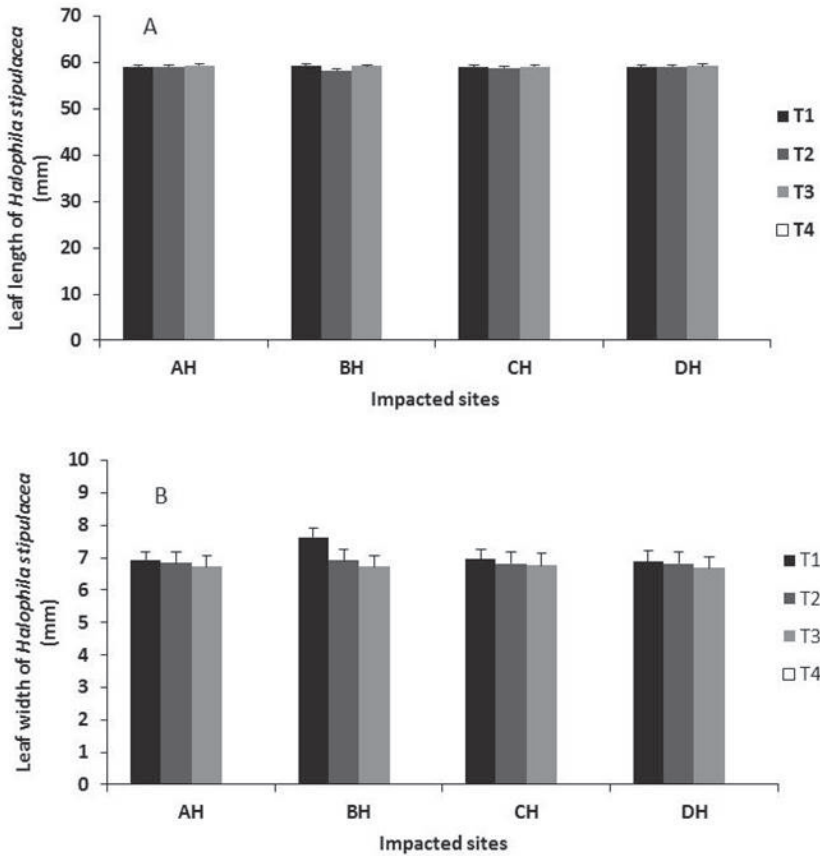 A
Leaf length of Halophila stipulacea
(mm)
70
60
50
40
30
20
10
0
AH BH CH DH
Impacted sites
T1
T2
T3
T4
B
Leaf width of Halophila stipulacea
(mm)
10
9
8
7
6
5
4
3
2
1
0
AH BH CH DH
Impacted sites
T1
T2
T3
T4